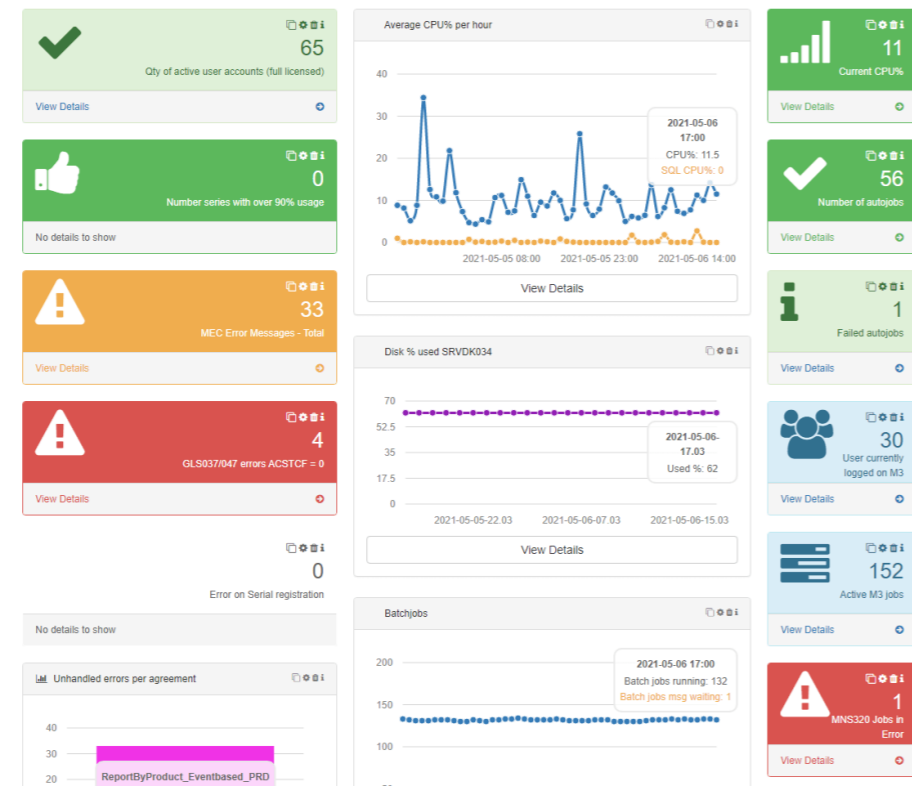 65
Qty of active user accounts (full licensed)
View Details
0
Number series with over 90% usage
No details to show
33
MEC Error Messages - Total
View Details
4
GLS037/047 errors ACSTCF = 0
View Details
0
Error on Serial registration
No details to show
Unhandled errors per agreement
40
30
20
ReportByProduct_Eventbased_PRD
Average CPU% per hour
40
30
20
10
0
2021-05-06
17:00
CPU%: 11.5
SQL CPU%: 0
2021-05-05 08:00 2021-05-05 23:00 2021-05-06 14:00
View Details
Disk % used SRVDK034
70
52.5
35
17.5
0
2021-05-06-
17.03
Used %: 62
2021-05-05-22.03 2021-05-06-07.03 2021-05-06-15.03
View Details
Batchjobs
200
150
100
2021-05-06 17:00
Batch jobs running: 132
Batch jobs msg waiting: 1
11
Current CPU%
View Details
56
Number of autojobs
View Details
1
Failed autojobs
View Details
30
User currently
logged on M3
View Details
152
Active M3 jobs
View Details
1
MNS320 Jobs in
Error
View Details